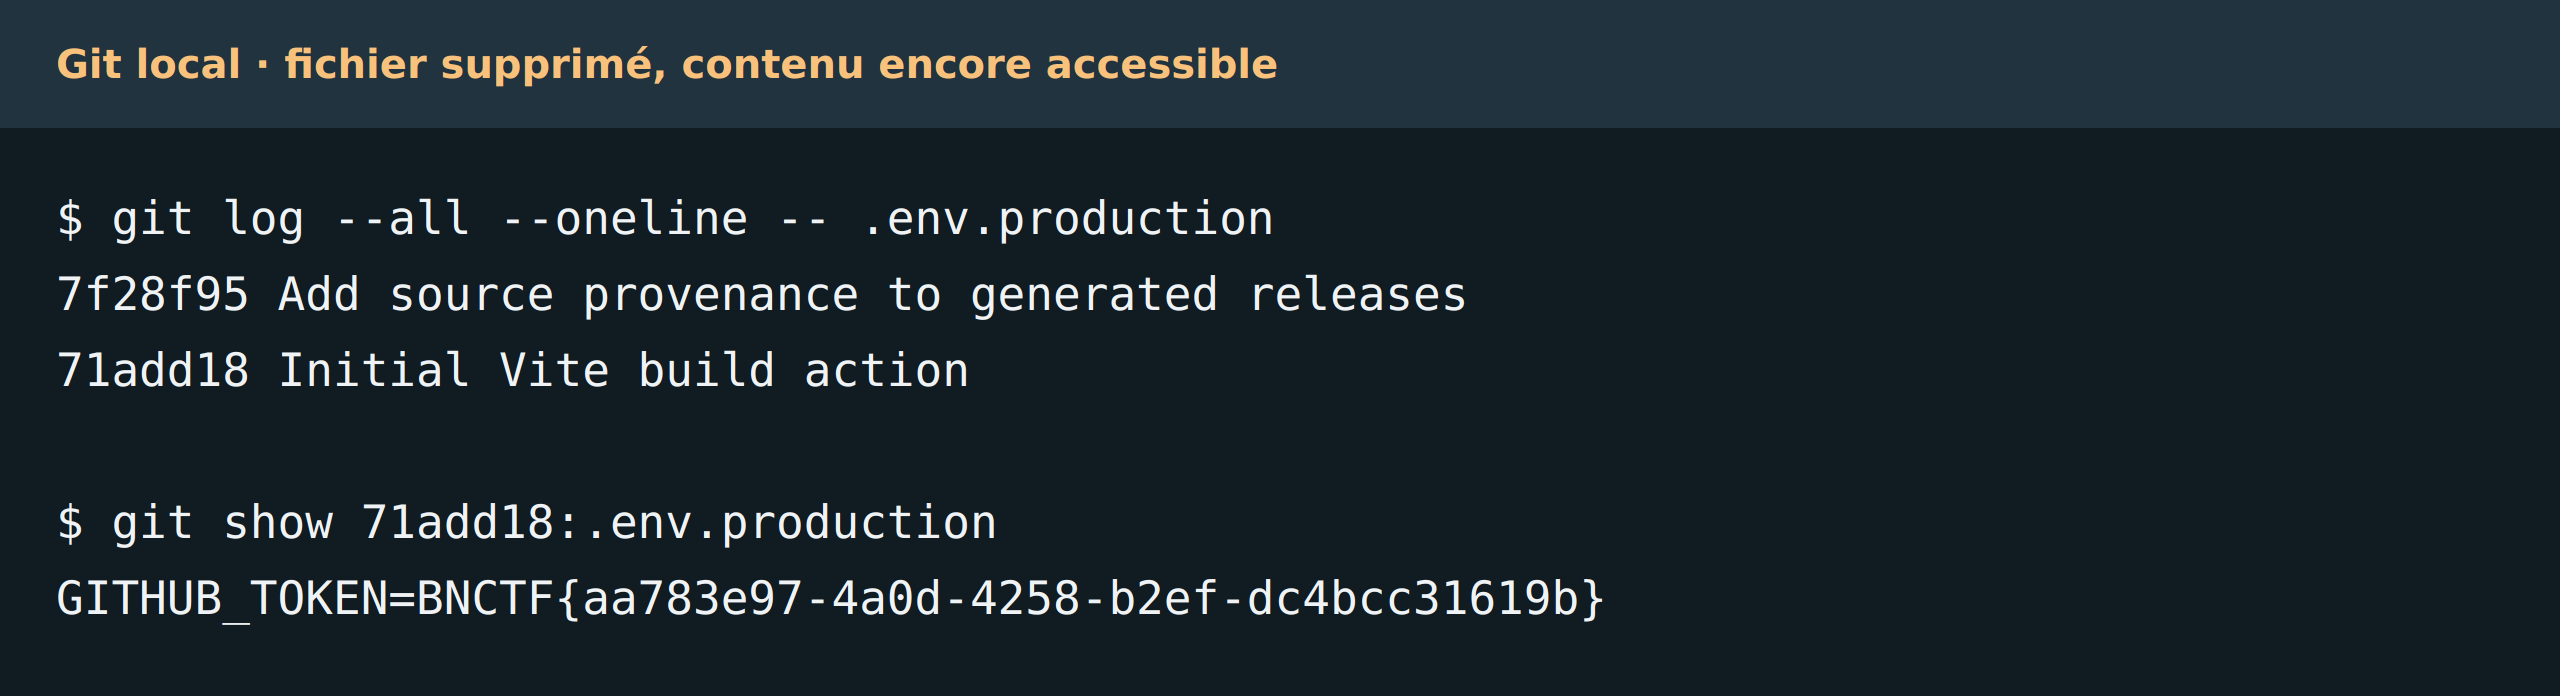 Git local · fichier supprimé, contenu encore accessible
$ git log --all --oneline -- .env.production
7f28f95 Add source provenance to generated releases
71add18 Initial Vite build action
$ git show 71add18:.env.production
GITHUB_TOKEN=BNCTF{aa783e97-4a0d-4258-b2ef-dc4bcc31619b}